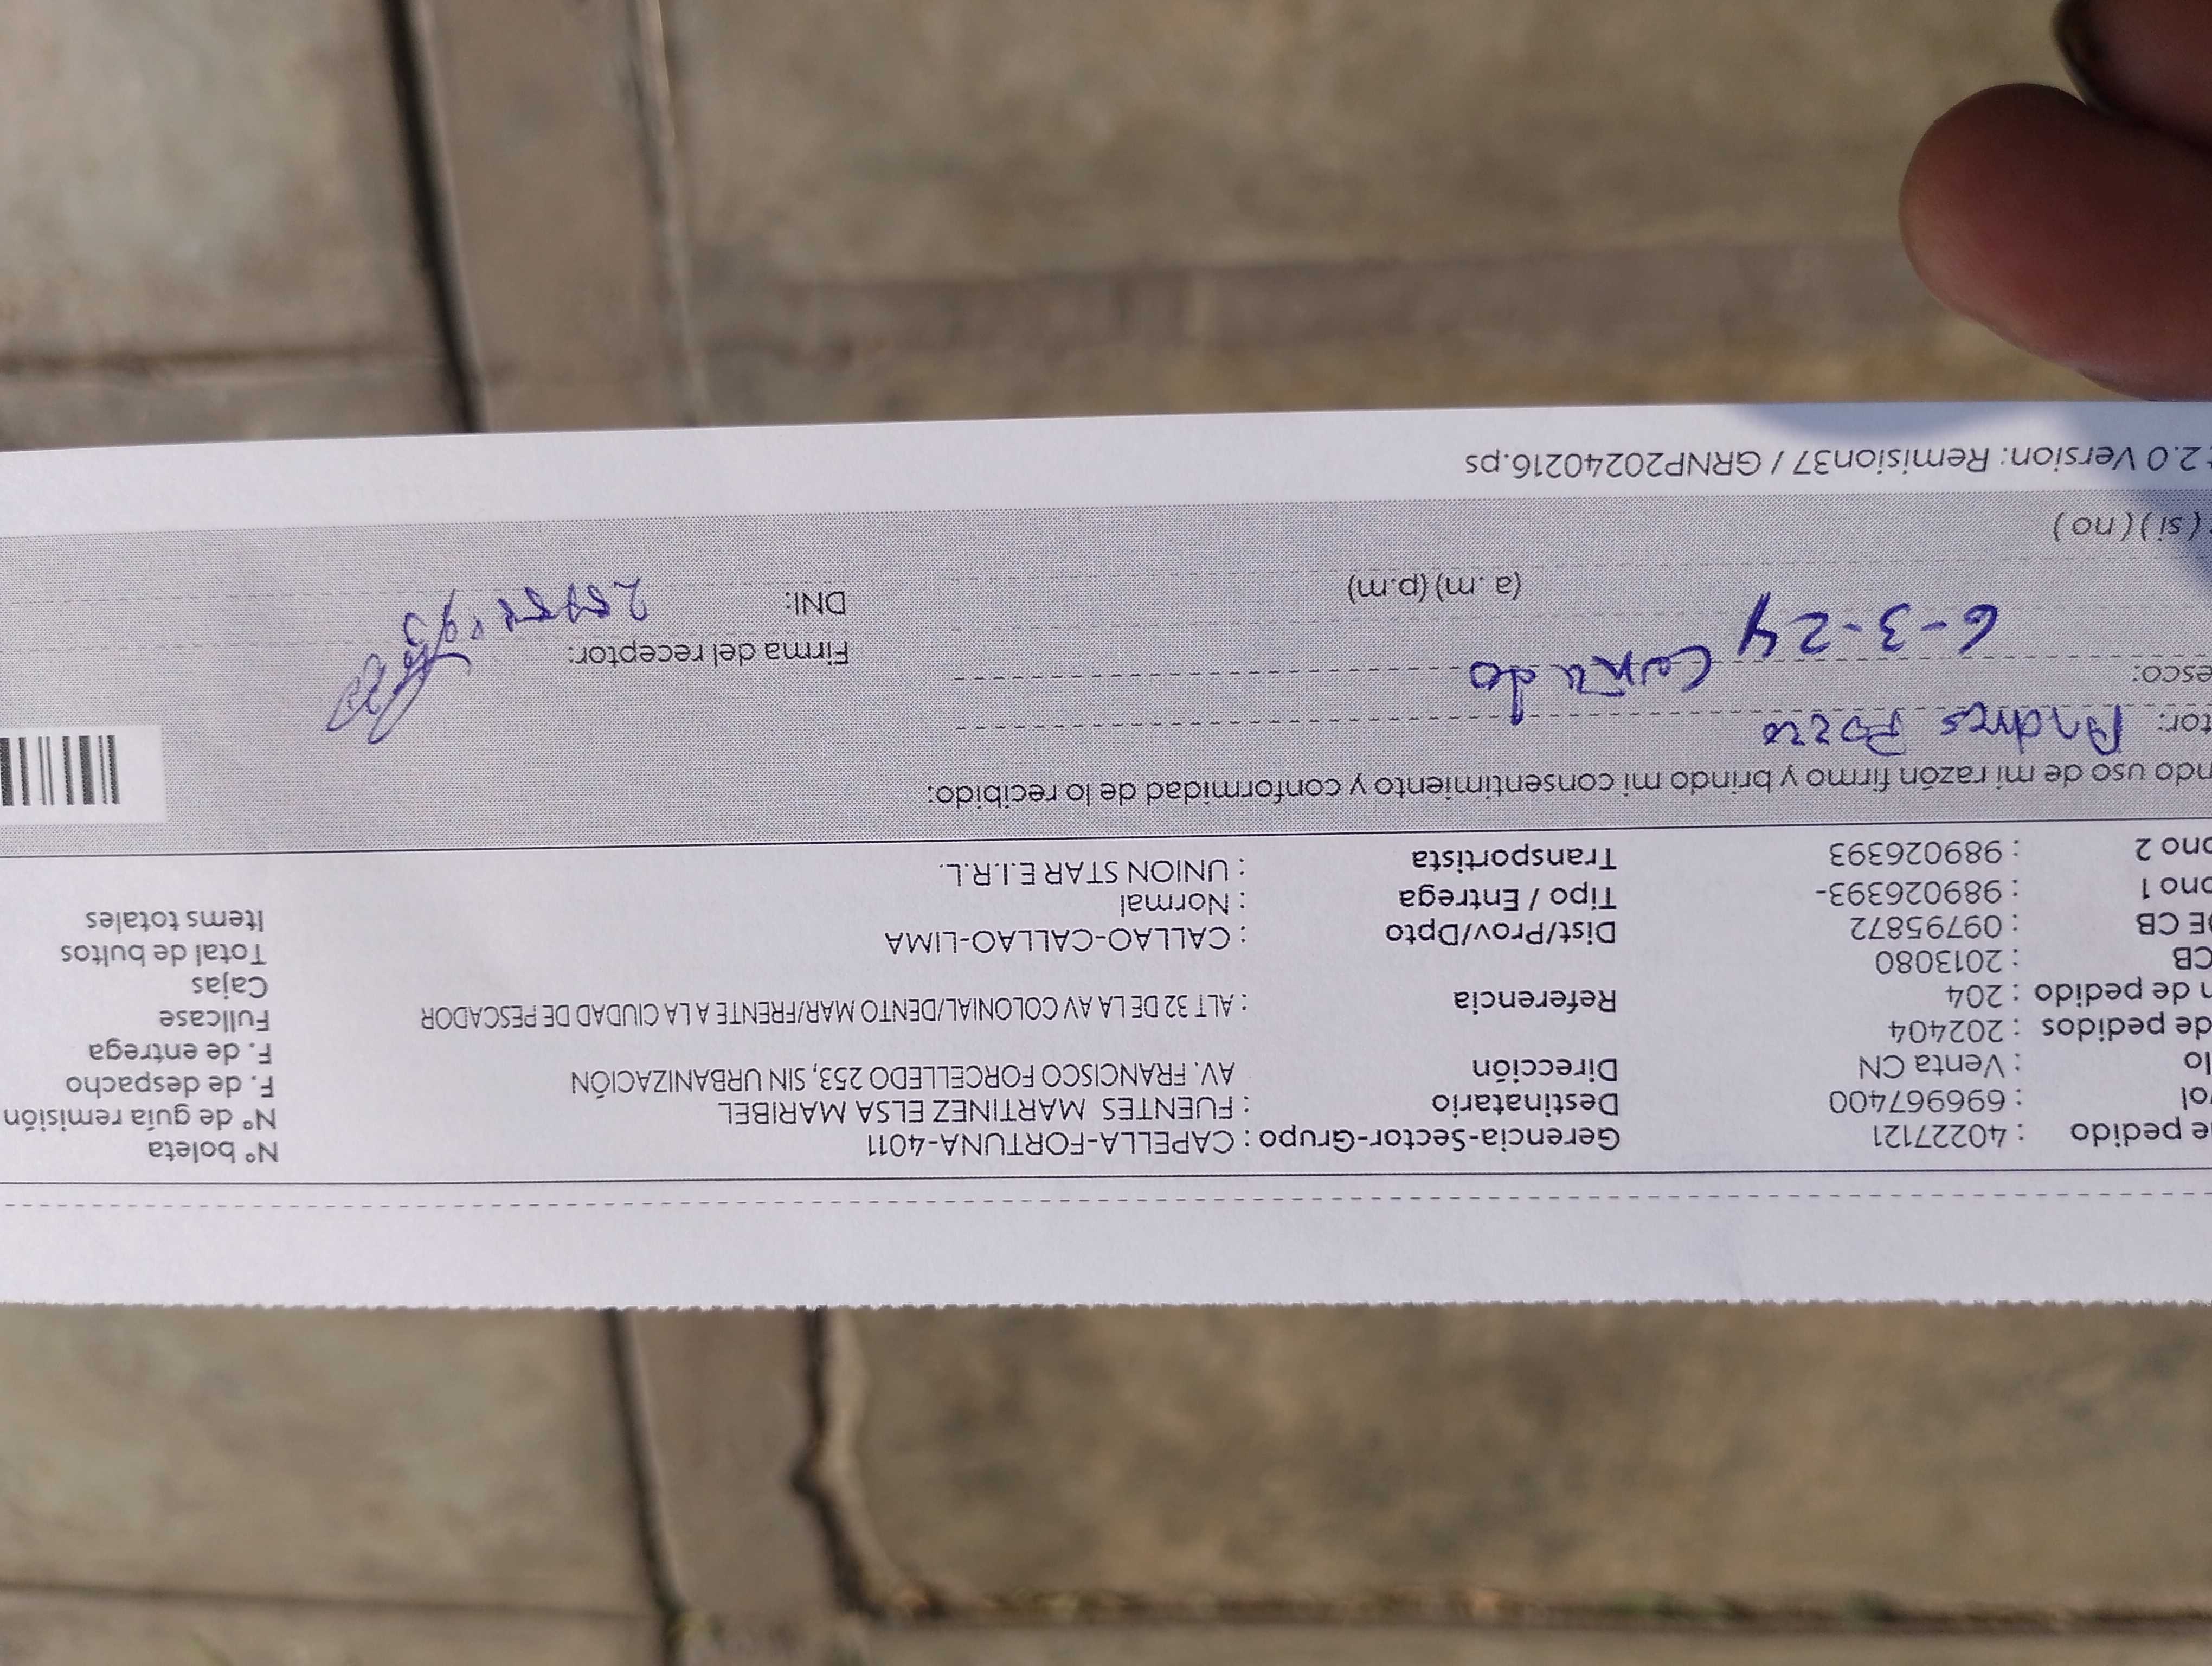 e pedido : 40227121 Gerencia-Sector-Grupo : CAPELLA-FORTUNA-4011 N° boleta
ol : 696967400 Destinatario : FUENTES MARTINEZ ELSA MARIBEL N° de guía remisión
lo : Venta CN Dirección AV. FRANCISCO FORCELLEDO 253, SIN URBANIZACIÓN F. de despacho
de pedidos : 202404 F. de entrega
n de pedido : 204 Referencia : ALT 32 DE LA AV COLONIAL/DENTO MAR/FRENTE A LA CIUDAD DE PESCADOR Fullcase
CB : 2013080 Cajas
DE CB : 09795872 Dist/Prov/Dpto : CALLAO-CALLAO-LIMA Total de bultos
ono 1 : 989026393- Tipo / Entrega : Normal Items totales
ono 2 : 989026393 Transportista : UNION STAR E.I.R.L.
ndo uso de mi razón firmo y brindo mi consentimiento y conformidad de lo recibido:
tor: Andres
esco: Firma del receptor:
6-3-24 (a.m) (p.m) DNI:
(si) (no)
2.0 Version: Remision37 / GRNP20240216.ps